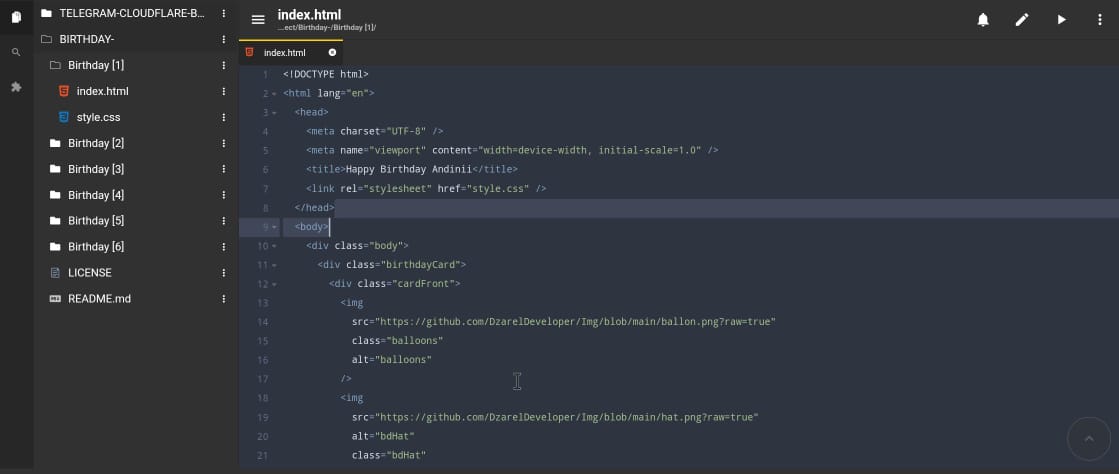 TELEGRAM-CLOUDFLARE-B...
BIRTHDAY-
Birthday [1]
index.html
style.css
Birthday [2]
Birthday [3]
Birthday [4]
Birthday [5]
Birthday [6]
LICENSE
README.md
index.html
...ect/Birthday-/Birthday [1]/
index.html
1 <!DOCTYPE html>
2 <html lang="en">
3 <head>
4 <meta charset="UTF-8" />
5 <meta name="viewport" content="width=device-width, initial-scale=1.0" />
6 <title>Happy Birthday Andinii</title>
7 <link rel="stylesheet" href="style.css" />
8 </head>
9 <body>
10 <div class="body">
11 <div class="birthdayCard">
12 <div class="cardFront">
13 <img
14 src="https://github.com/DzarelDeveloper/Img/blob/main/ballon.png?raw=true"
15 class="balloons"
16 alt="balloons"
17 />
18 <img
19 src="https://github.com/DzarelDeveloper/Img/blob/main/hat.png?raw=true"
20 alt="bdHat"
21 class="bdHat"